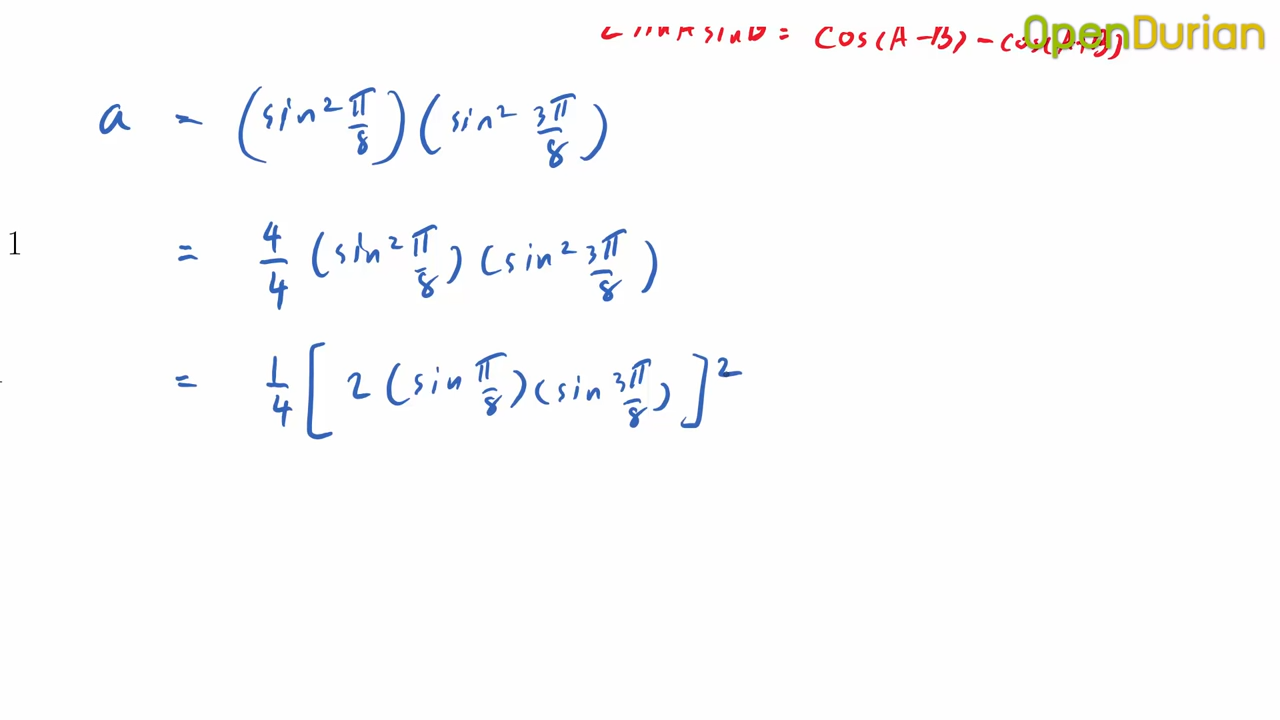 = cos(A-B) - cos(A+B)
OpenDurian
a = (sin² π/8)(sin² 3π/8)
1
= 4/4 (sin² π/8)(sin² 3π/8)
= 1/4 [2(sin π/8)(sin 3π/8)]²